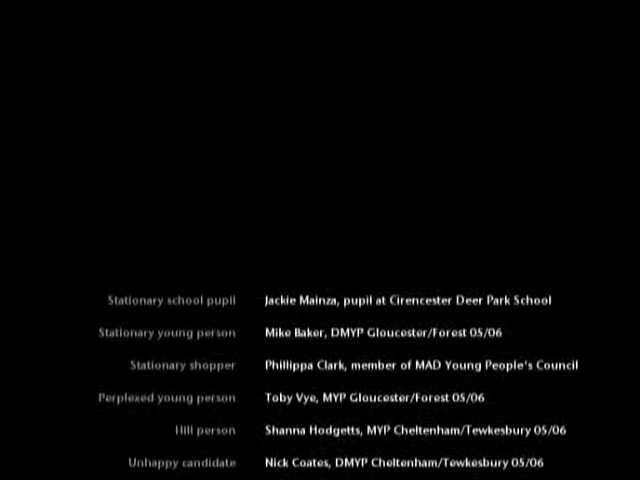 Stationary school pupil Jackie Mainza, pupil at Cirencester Deer Park School
Stationary young person Mike Baker, DMYP Gloucester/Forest 05/06
Stationary shopper Phillippa Clark, member of MAD Young People's Council
Perplexed young person Toby Vye, MYP Gloucester/Forest 05/06
Hill person Shanna Hodgetts, MYP Cheltenham/Tewkesbury 05/06
Unhappy candidate Nick Coates, DMYP Cheltenham/Tewkesbury 05/06